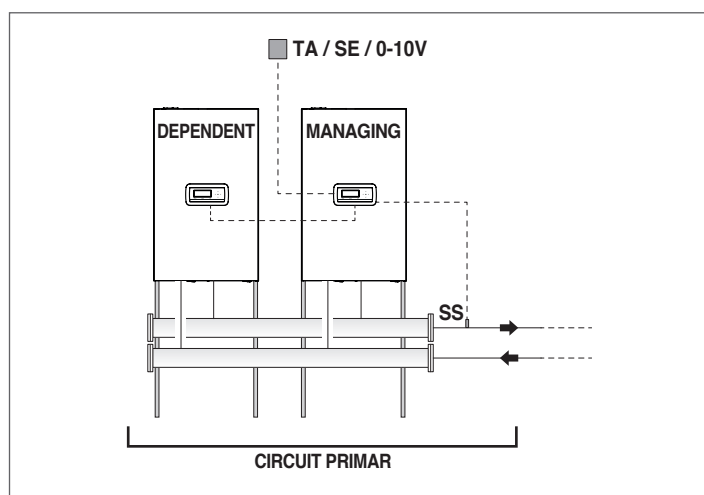 TA / SE / 0-10V
DEPENDENT
MANAGING
SS
CIRCUIT PRIMAR